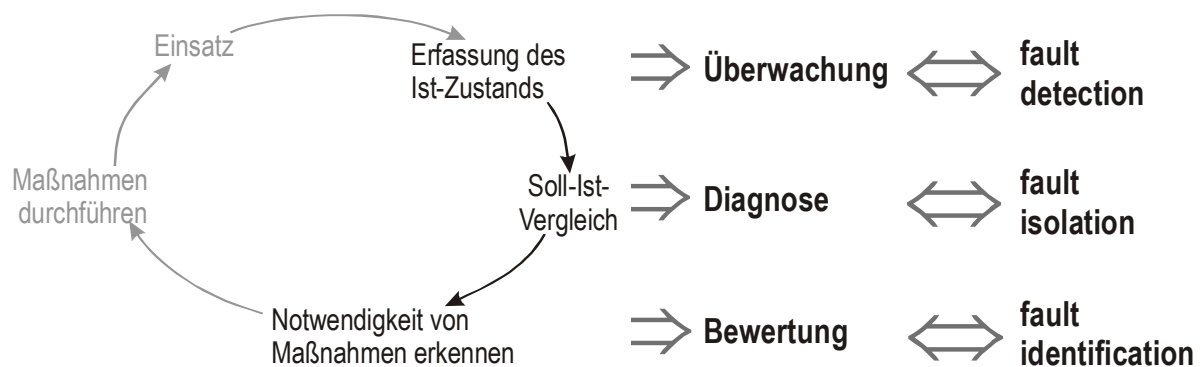 Einsatz
Erfassung des
Ist-Zustands
Überwachung
fault
detection
Maßnahmen
durchführen
Soll-Ist-
Vergleich
Diagnose
fault
isolation
Notwendigkeit von
Maßnahmen erkennen
Bewertung
fault
identification